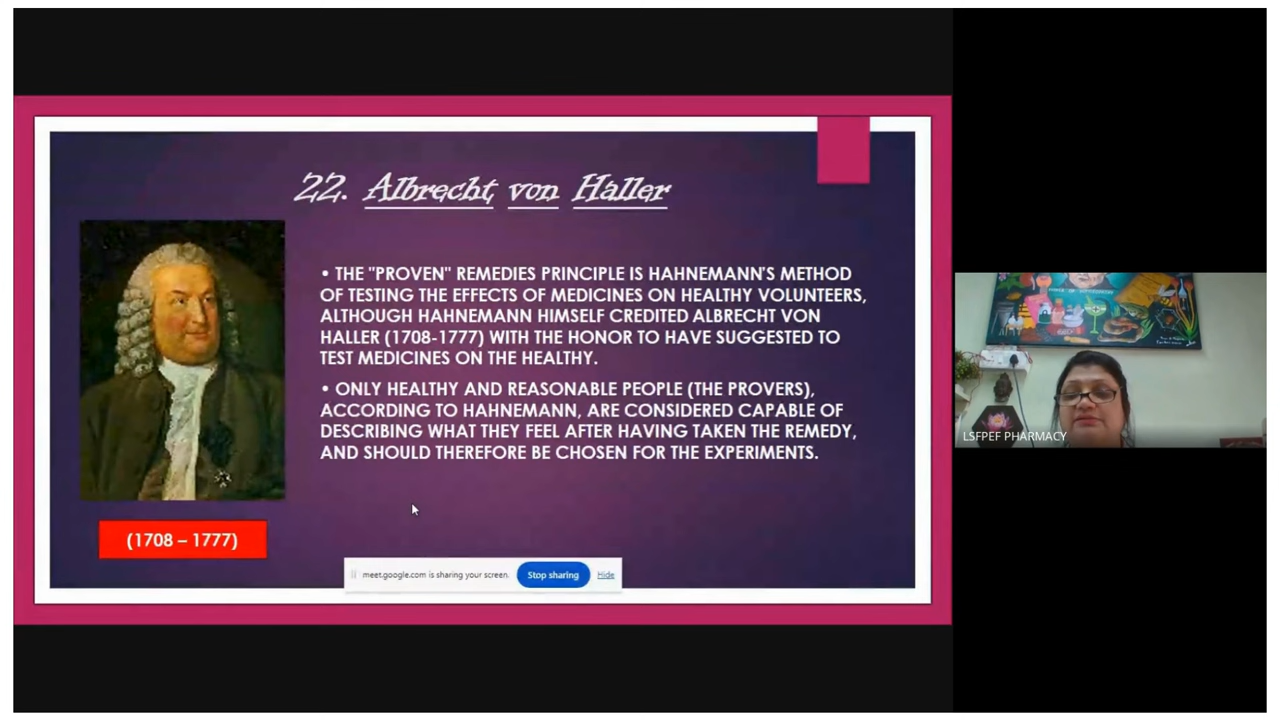 22. Albrecht von Haller
• THE "PROVEN" REMEDIES PRINCIPLE IS HAHNEMANN'S METHOD
OF TESTING THE EFFECTS OF MEDICINES ON HEALTHY VOLUNTEERS,
ALTHOUGH HAHNEMANN HIMSELF CREDITED ALBRECHT VON
HALLER (1708-1777) WITH THE HONOR TO HAVE SUGGESTED TO
TEST MEDICINES ON THE HEALTHY.
• ONLY HEALTHY AND REASONABLE PEOPLE (THE PROVERS),
ACCORDING TO HAHNEMANN, ARE CONSIDERED CAPABLE OF
DESCRIBING WHAT THEY FEEL AFTER HAVING TAKEN THE REMEDY,
AND SHOULD THEREFORE BE CHOSEN FOR THE EXPERIMENTS.
(1708 – 1777)
meet.google.com is sharing your screen. Stop sharing Hide
LSFPEF PHARMACY